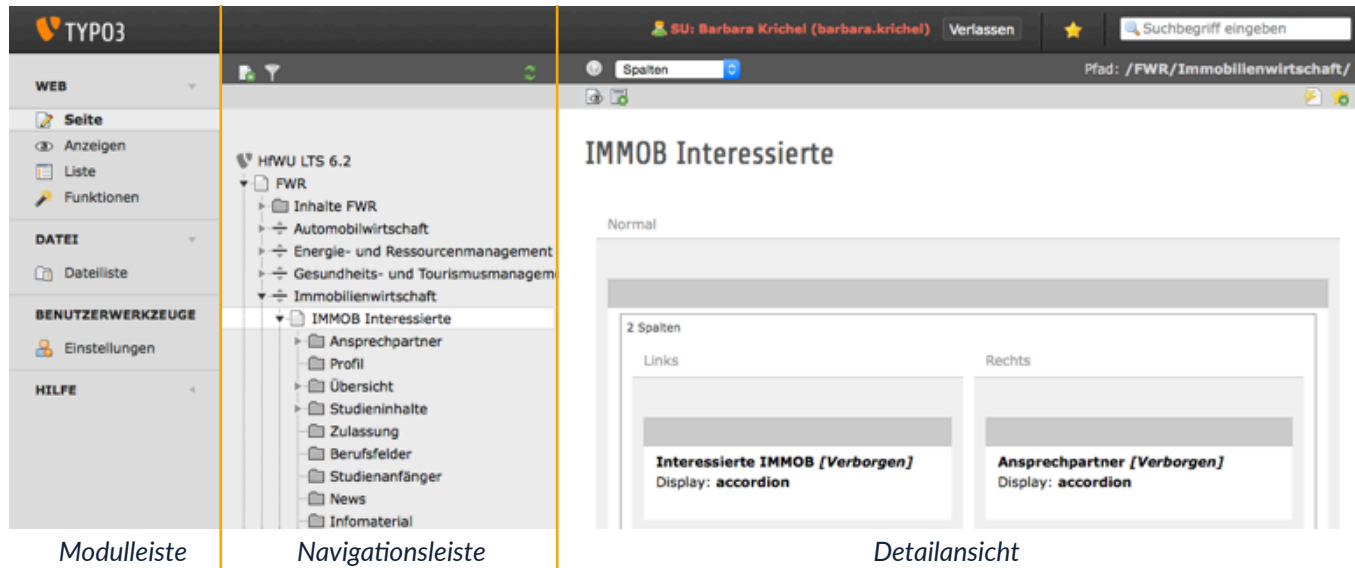 TYPO3
SU: Barbara Krichel (barbara.krichel) Verlassen
Suchbegriff eingeben
WEB
Seite
Anzeigen
Liste
Funktionen
DATEI
Dateiliste
BENUTZERWERKZEUGE
Einstellungen
HILFE
HfWU LTS 6.2
FWR
Inhalte FWR
Automobilwirtschaft
Energie- und Ressourcenmanagement
Gesundheits- und Tourismusmanagem
Immobilienwirtschaft
IMMOB Interessierte
Ansprechpartner
Profil
Übersicht
Studieninhalte
Zulassung
Berufsfelder
Studienanfänger
News
Infomaterial
Spalten
Pfad: /FWR/Immobilienwirtschaft/
IMMOB Interessierte
Normal
2 Spalten
Links
Interessierte IMMOB [Verborgen]
Display: accordion
Rechts
Ansprechpartner [Verborgen]
Display: accordion
Modulleiste
Navigationsleiste
Detailansicht